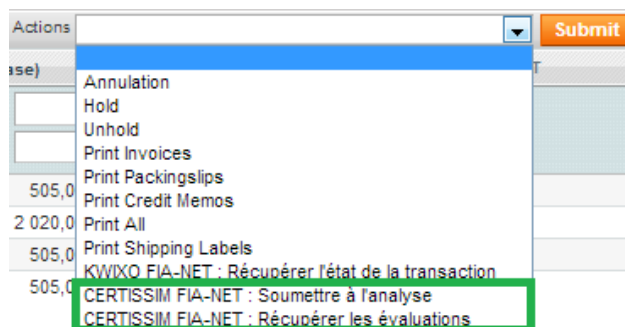 Actions Submit
ase) T
Annulation
Hold
Unhold
Print Invoices
Print Packingslips
505,0
Print Credit Memos
2 020,0 Print All
505,0 Print Shipping Labels
KWIXO FIA-NET : Récupérer l'état de la transaction
505,0 CERTISSIM FIA-NET : Soumettre à l'analyse
CERTISSIM FIA-NET : Récupérer les évaluations